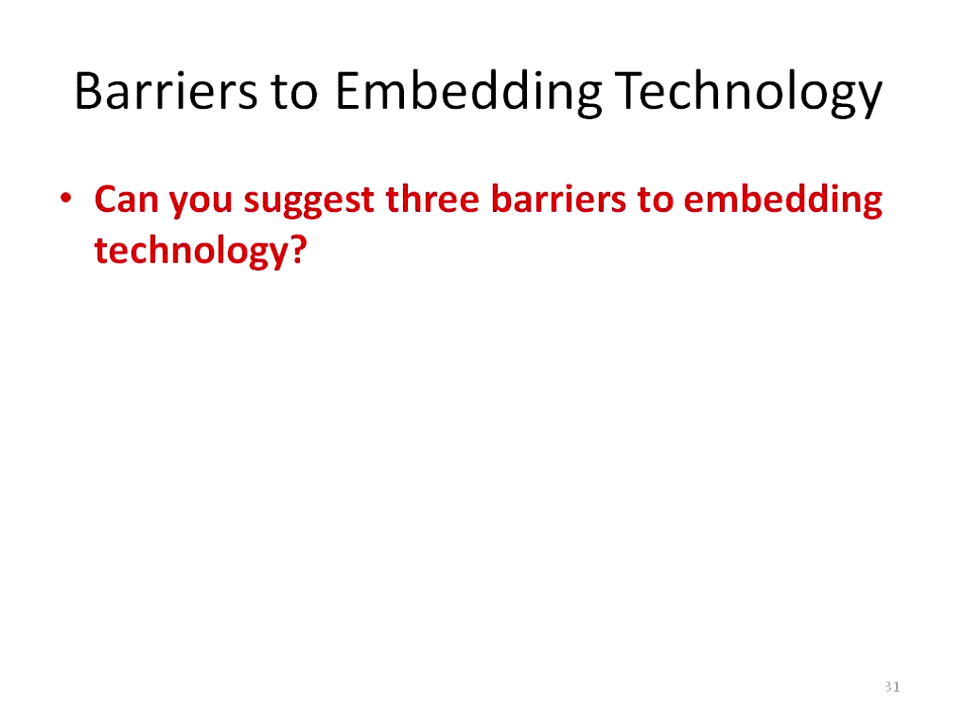 Barriers to Embedding Technology
• Can you suggest three barriers to embedding
technology?
31